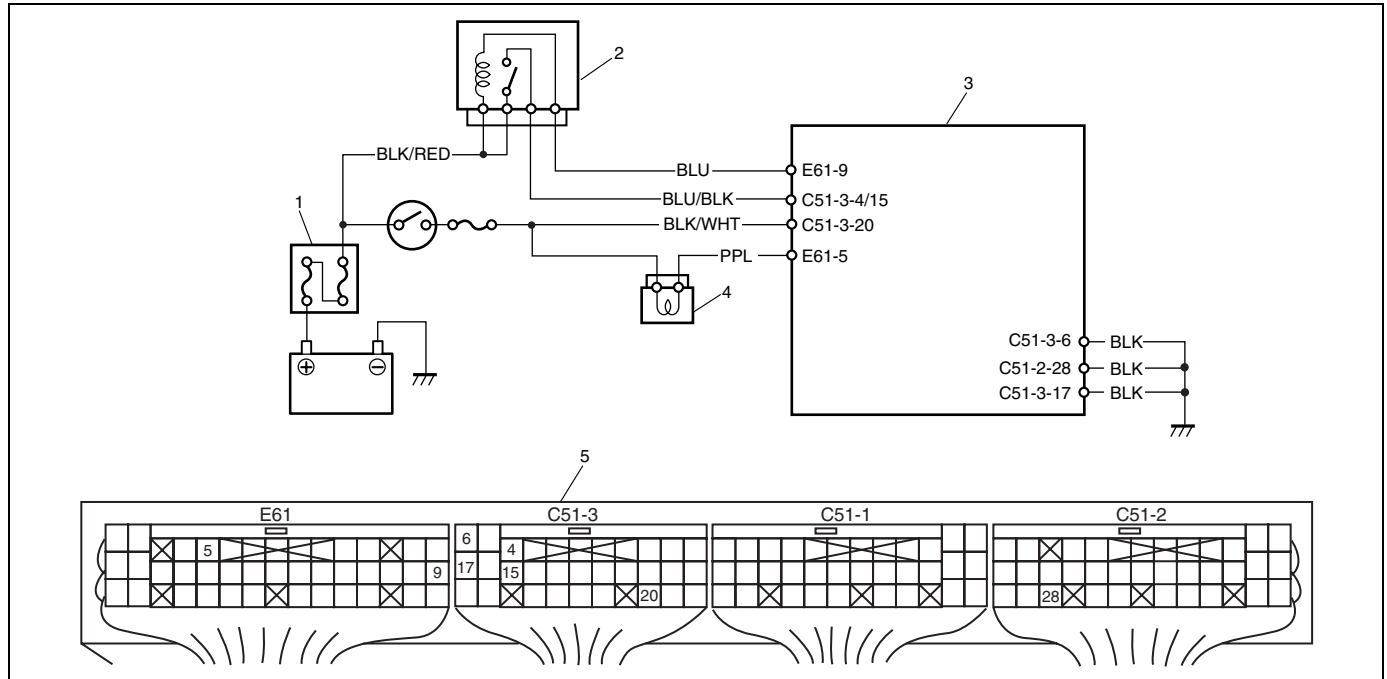 2
3
BLK/RED
BLU
E61-9
BLU/BLK
C51-3-4/15
1
BLK/WHT
C51-3-20
PPL
E61-5
4
C51-3-6
BLK
C51-2-28
BLK
C51-3-17
BLK
+
−
5
E61
C51-3
C51-1
C51-2
5
6
4
9
17
15
20
28